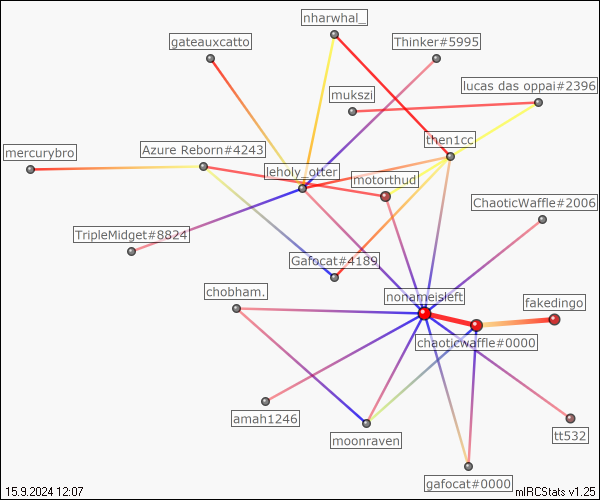 nharwhal_
gateauxcatto
Thinker#5995
lucas das oppai#2396
mukszi
then1cc
mercurybro
Azure Reborn#4243
leholy_otter
motorthud
ChaoticWaffle#2006
TripleMidget#8824
Gafocat#4189
chobham.
nonameisleft
fakedingo
chaoticwaffle#0000
amah1246
moonraven
tt532
gafocat#0000
15.9.2024 12:07
mIRCStats v1.25